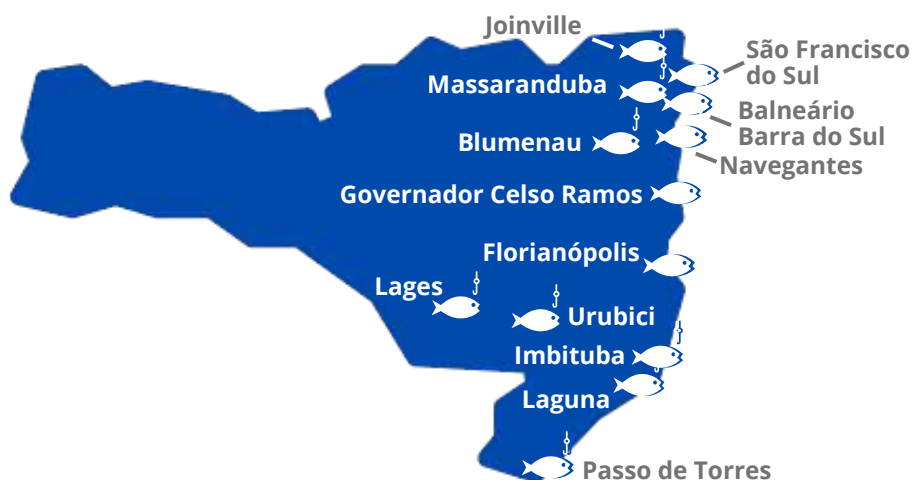 Joinville
São Francisco
do Sul
Massaranduba
Balneário
Barra do Sul
Blumenau
Navegantes
Governador Celso Ramos
Florianópolis
Lages
Urubici
Imbituba
Laguna
Passo de Torres